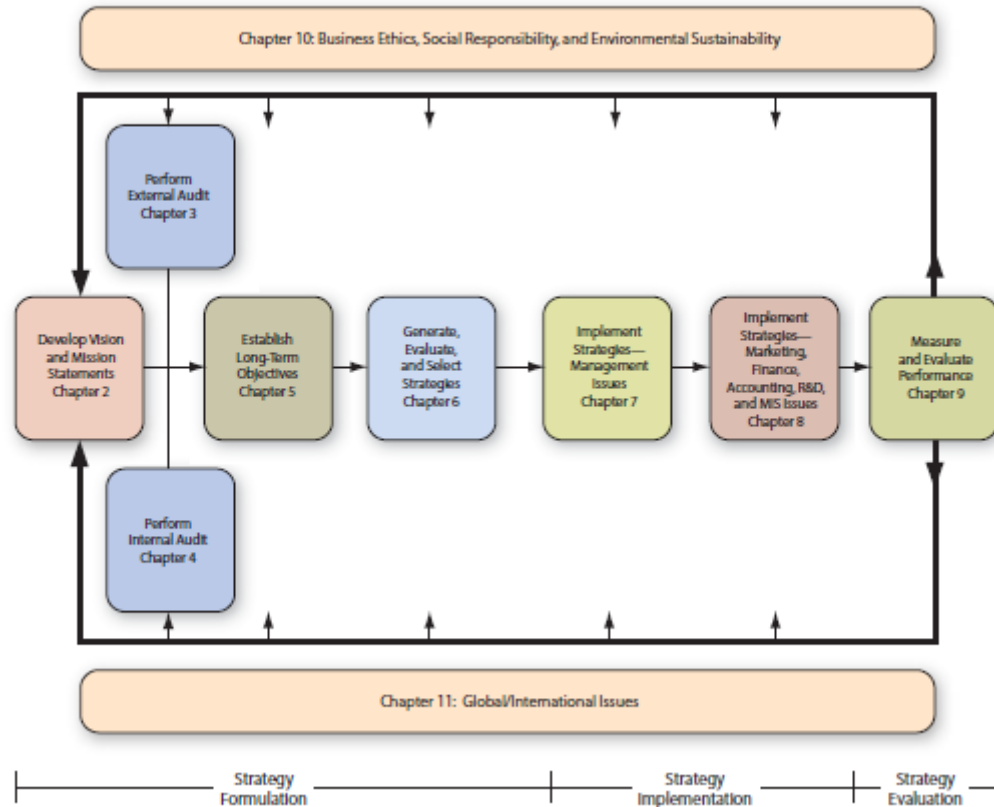 Chapter 10: Business Ethics, Social Responsibility, and Environmental Sustainability
Perform
External Audit
Chapter 3
Develop Vision
and Mission
Statements
Chapter 2
Establish
Long-Term
Objectives
Chapter 5
Generate,
Evaluate,
and Select
Strategies
Chapter 6
Implement
Strategies—
Management
Issues
Chapter 7
Implement
Strategies—
Marketing,
Finance,
Accounting, R&D,
and MIS Issues
Chapter 8
Measure
and Evaluate
Performance
Chapter 9
Perform
Internal Audit
Chapter 4
Chapter 11: Global/International Issues
Strategy
Formulation
Strategy
Implementation
Strategy
Evaluation